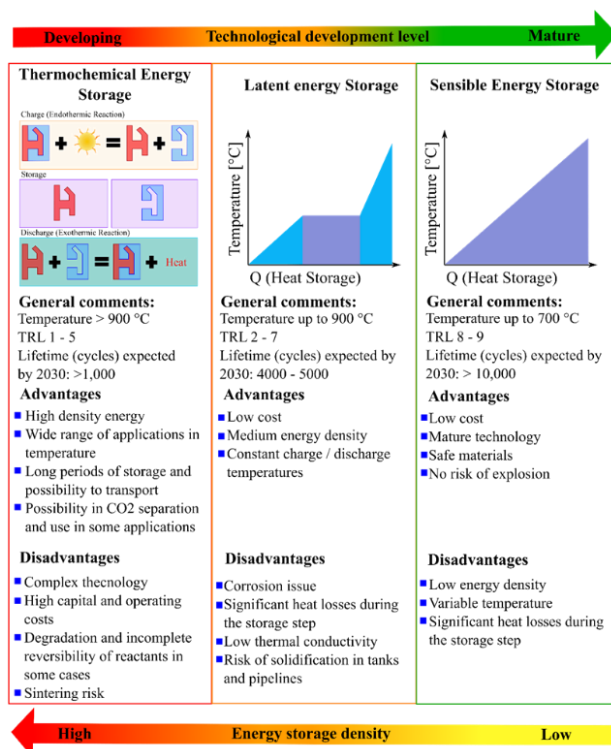 Developing Technological development level Mature
Thermochemical Energy
Storage
Charge (Endothermic Reaction)
+ =  +
Storage
Discharge (Exothermic Reaction)
+ = + Heat
General comments:
Temperature > 900 °C
TRL 1 - 5
Lifetime (cycles) expected
by 2030: >1,000
Advantages
High density energy
Wide range of applications in
temperature
Long periods of storage and
possibility to transport
Possibility in CO2 separation
and use in some applications
Disadvantages
Complex thecnology
High capital and operating
costs
Degradation and incomplete
reversibility of reactants in
some cases
Sintering risk
Latent energy Storage
Temperature [°C]
Q (Heat Storage)
General comments:
Temperature up to 900 °C
TRL 2 - 7
Lifetime (cycles) expected by
2030: 4000 - 5000
Advantages
Low cost
Medium energy density
Constant charge / discharge
temperatures
Disadvantages
Corrosion issue
Significant heat losses during
the storage step
Low thermal conductivity
Risk of solidification in tanks
and pipelines
Sensible Energy Storage
Temperature [°C]
Q (Heat Storage)
General comments:
Temperature up to 700 °C
TRL 8 - 9
Lifetime (cycles) expected by
2030: > 10,000
Advantages
Low cost
Mature technology
Safe materials
No risk of explosion
Disadvantages
Low energy density
Variable temperature
Significant heat losses during
the storage step
High Energy storage density Low